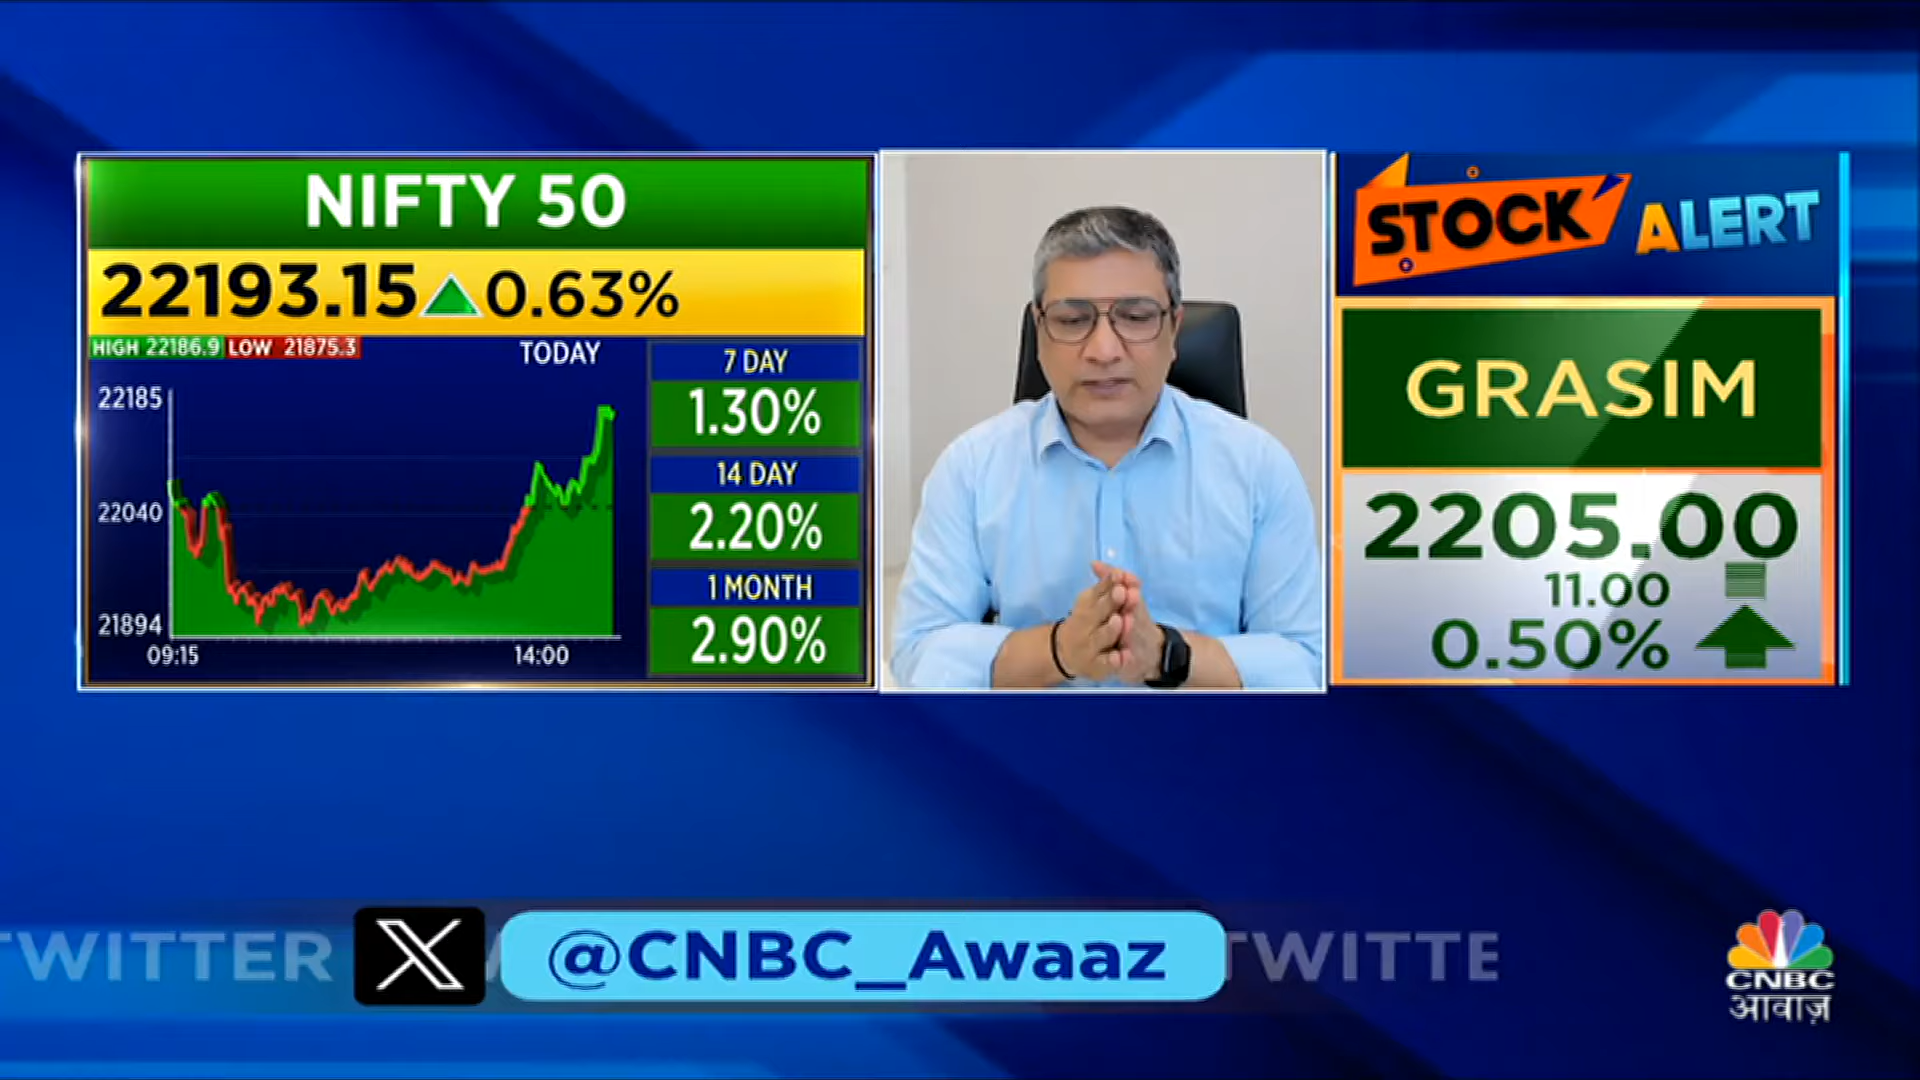 NIFTY 50
22193.15 0.63%
HIGH 22186.9 LOW 21875.3
TODAY
22185
22040
21894
09:15
14:00
7 DAY
1.30%
14 DAY
2.20%
1 MONTH
2.90%
STOCK ALERT
GRASIM
2205.00
11.00
0.50%
TWITTER
X
@CNBC_Awaaz
TWITTE
CNBC
आवाज़